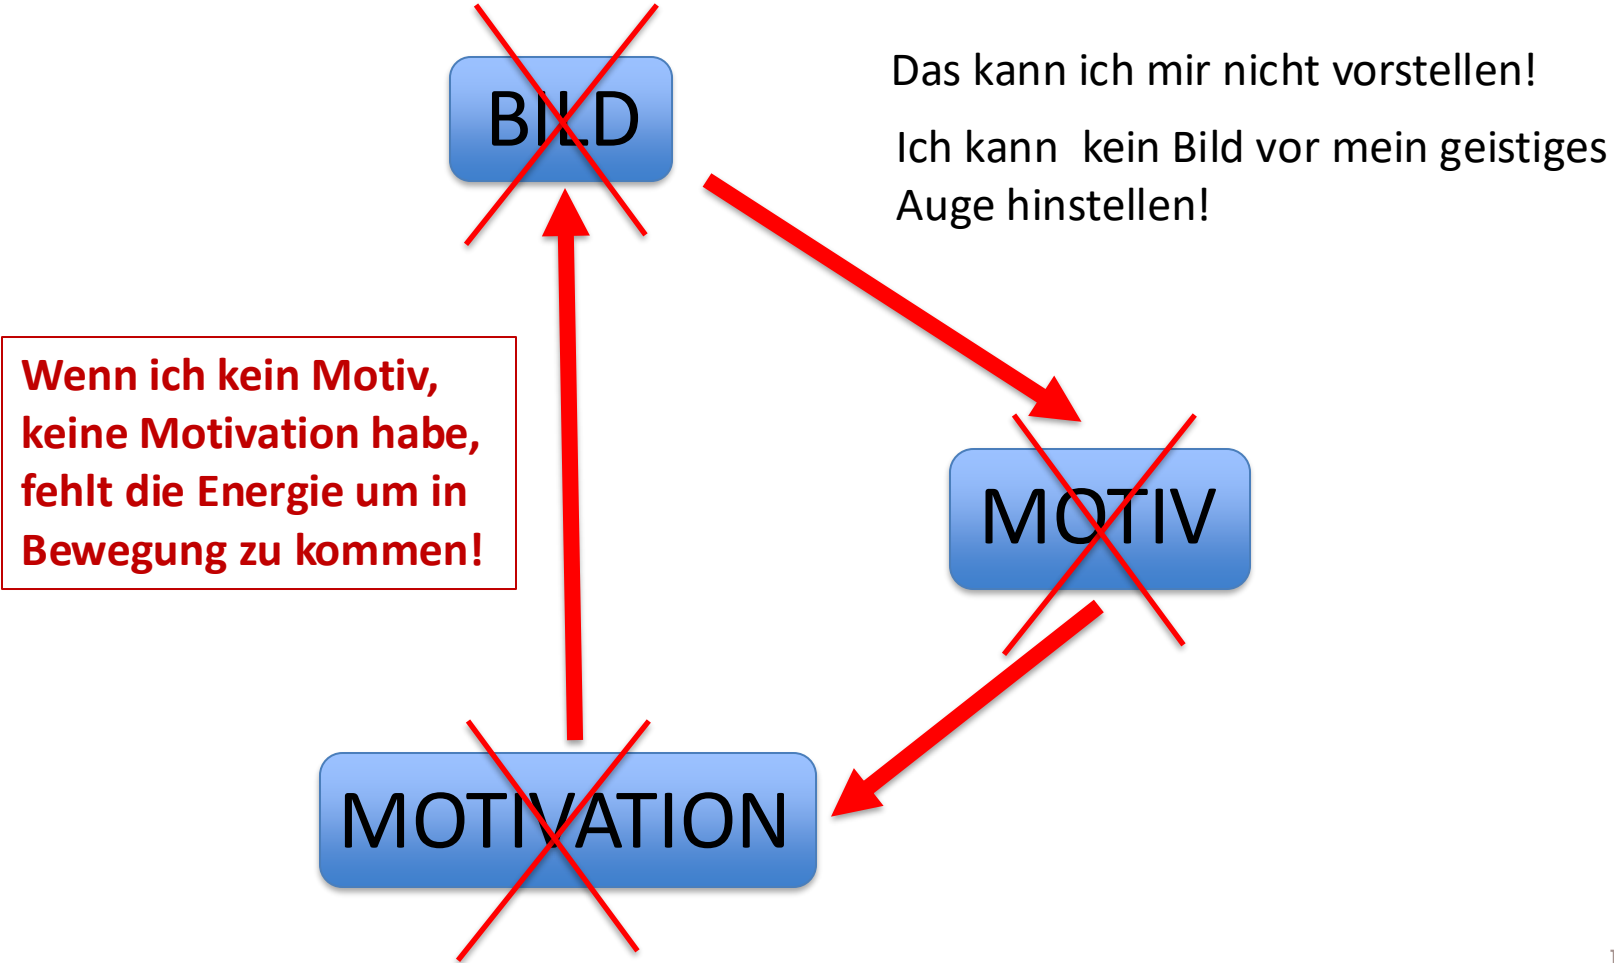 BILD
Das kann ich mir nicht vorstellen!
Ich kann  kein Bild vor mein geistiges
Auge hinstellen!
Wenn ich kein Motiv,
keine Motivation habe,
fehlt die Energie um in
Bewegung zu kommen!
MOTIV
MOTIVATION